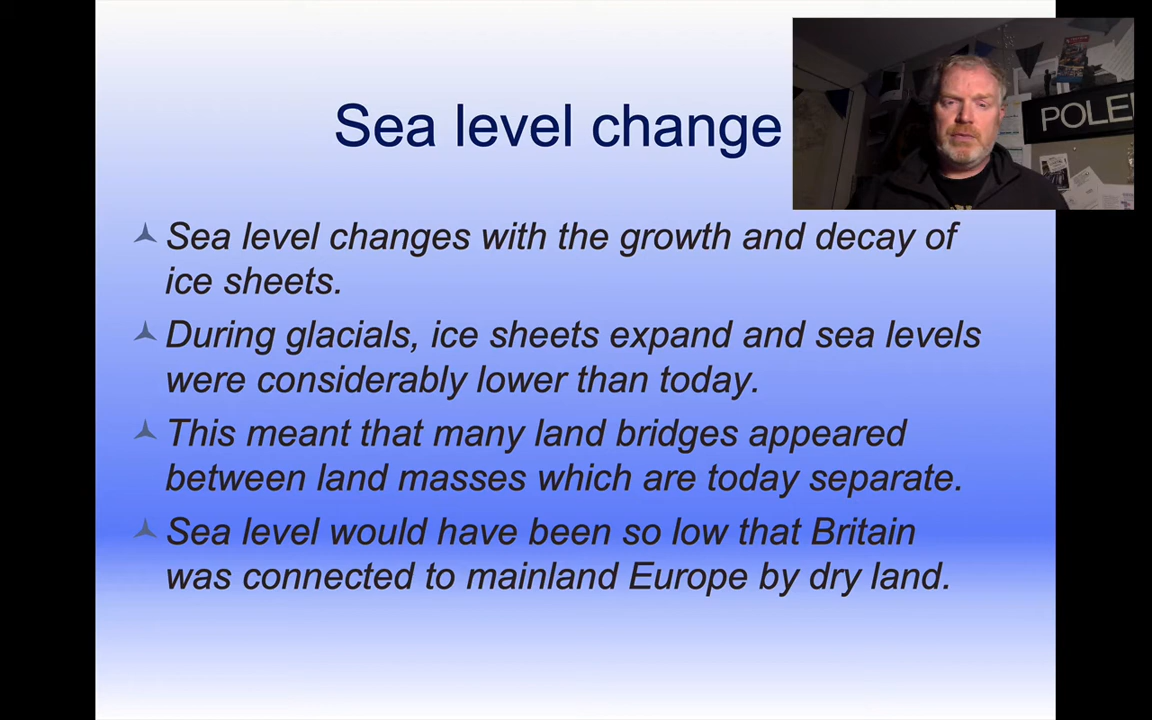 Sea level change
POLE
Sea level changes with the growth and decay of
ice sheets.
During glacials, ice sheets expand and sea levels
were considerably lower than today.
This meant that many land bridges appeared
between land masses which are today separate.
Sea level would have been so low that Britain
was connected to mainland Europe by dry land.